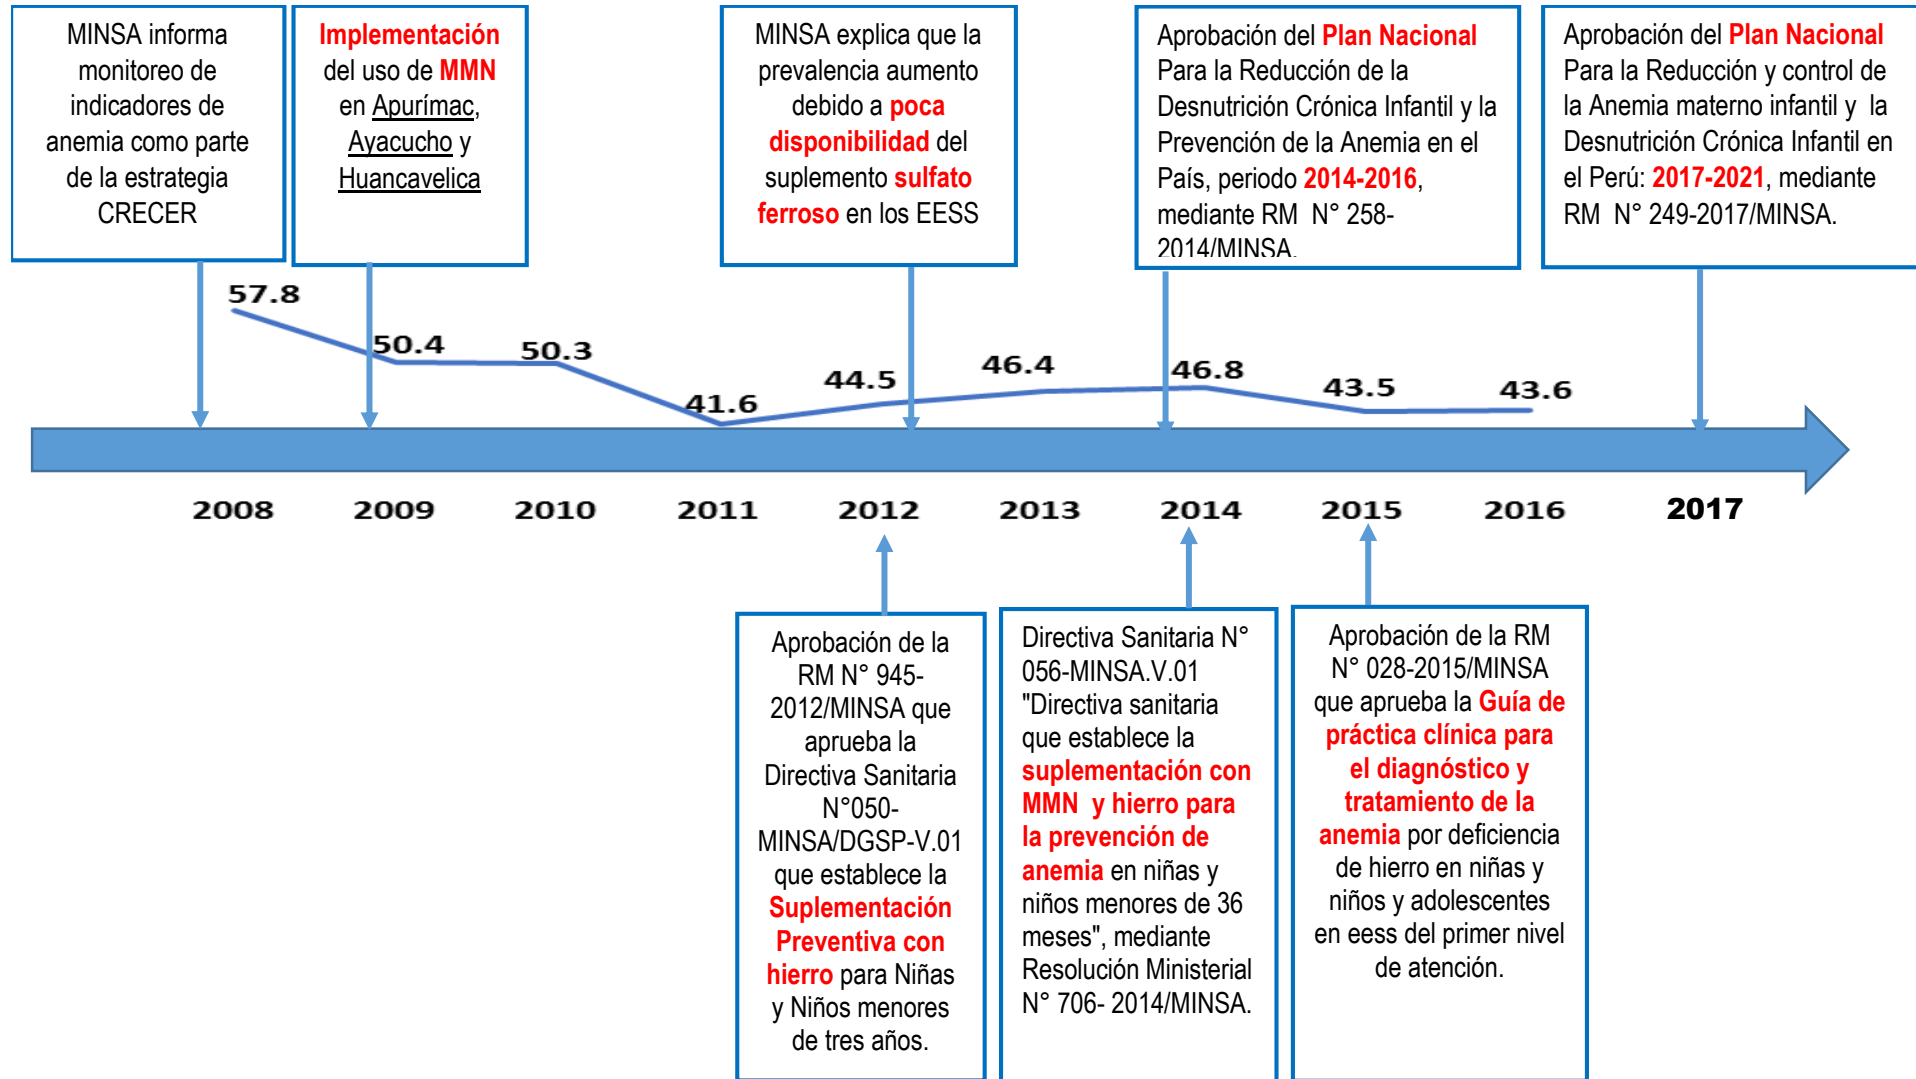 MINSA informa
monitoreo de
indicadores de
anemia como parte
de la estrategia
CRECER
Implementación
del uso de MMN
en Apurímac,
Ayacucho y
Huancavelica
MINSA explica que la
prevalencia aumento
debido a poca
disponibilidad del
suplemento sulfato
ferroso en los EESS
Aprobación del Plan Nacional
Para la Reducción de la
Desnutrición Crónica Infantil y la
Prevención de la Anemia en el
País, periodo 2014-2016,
mediante RM N° 258-
2014/MINSA.
Aprobación del Plan Nacional
Para la Reducción y control de
la Anemia materno infantil y la
Desnutrición Crónica Infantil en
el Perú: 2017-2021, mediante
RM N° 249-2017/MINSA.
57.8
50.4
50.3
41.6
44.5
46.4
46.8
43.5
43.6
2008
2009
2010
2011
2012
2013
2014
2015
2016
2017
Aprobación de la
RM N° 945-
2012/MINSA que
aprueba la
Directiva Sanitaria
N°050-
MINSA/DGSP-V.01
que establece la
Suplementación
Preventiva con
hierro para Niñas
y Niños menores
de tres años.
Directiva Sanitaria N°
056-MINSA.V.01
"Directiva sanitaria
que establece la
suplementación con
MMN y hierro para
la prevención de
anemia en niñas y
niños menores de 36
meses", mediante
Resolución Ministerial
N° 706- 2014/MINSA.
Aprobación de la RM
N° 028-2015/MINSA
que aprueba la Guía de
práctica clínica para
el diagnóstico y
tratamiento de la
anemia por deficiencia
de hierro en niñas y
niños y adolescentes
en eess del primer nivel
de atención.